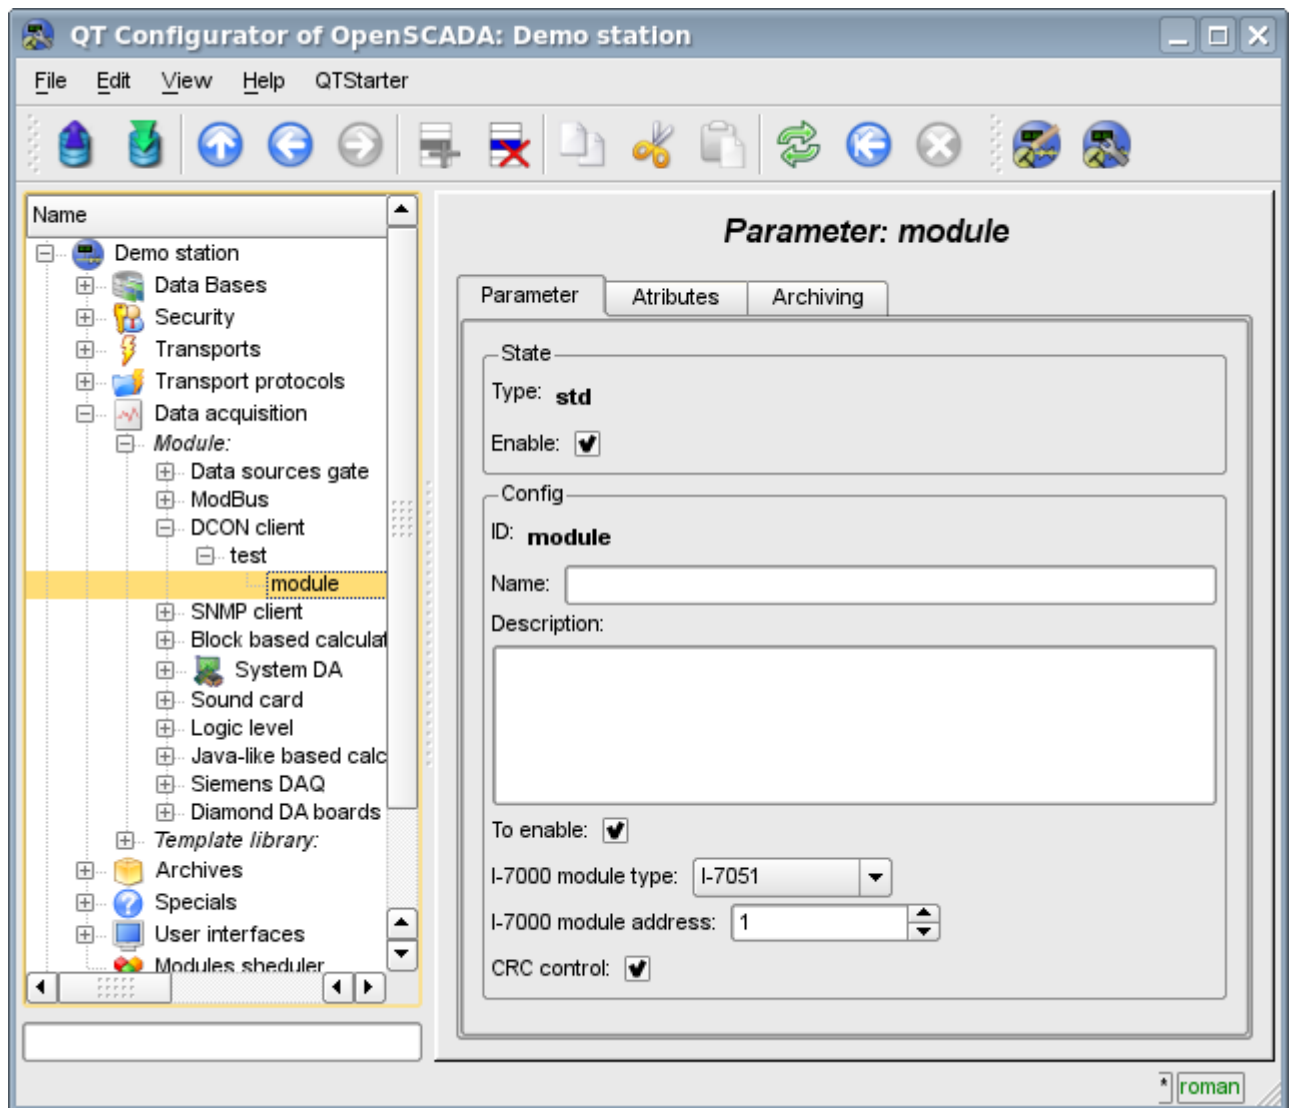 QT Configurator of OpenSCADA: Demo station
File Edit View Help QTStarter
Name
Demo station
Data Bases
Security
Transports
Transport protocols
Data acquisition
Module:
Data sources gate
ModBus
DCON client
test
module
SNMP client
Block based calculat
System DA
Sound card
Logic level
Java-like based calc
Siemens DAQ
Diamond DA boards
Template library:
Archives
Specials
User interfaces
Modules sheduler
Parameter: module
Parameter Atributes Archiving
State
Type: std
Enable:
Config
ID: module
Name:
Description:
To enable:
I-7000 module type: I-7051
I-7000 module address: 1
CRC control:
* roman